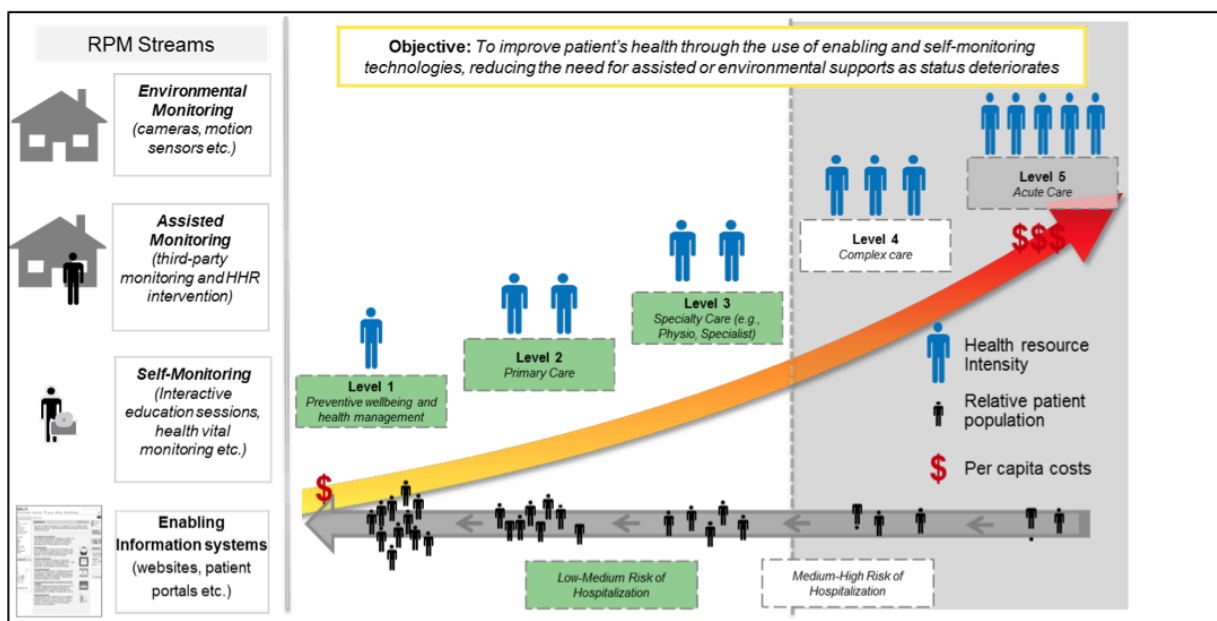 RPM Streams
Environmental
Monitoring
(cameras, motion
sensors etc.)
Assisted
Monitoring
(third-party
monitoring and HHR
intervention)
Self-Monitoring
(Interactive
education sessions,
health vital
monitoring etc.)
Enabling
Information systems
(websites, patient
portals etc.)
Objective: To improve patient's health through the use of enabling and self-monitoring
technologies, reducing the need for assisted or environmental supports as status deteriorates
Level 1
Preventive wellbeing and
health management
Level 2
Primary Care
Level 3
Specialty Care (e.g.,
Physio, Specialist)
Level 4
Complex care
Level 5
Acute Care
$
$$$
Health resource
Intensity
Relative patient
population
$ Per capita costs
Low-Medium Risk of
Hospitalization
Medium-High Risk of
Hospitalization